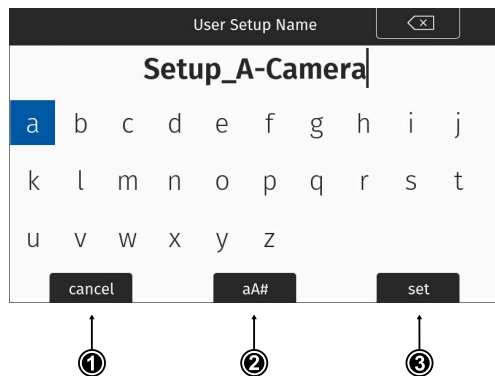 User Setup Name
Setup_A-Camera
a b c d e f g h i j
k l m n o p q r s t
u v w x y z
cancel aA# set
1 2 3